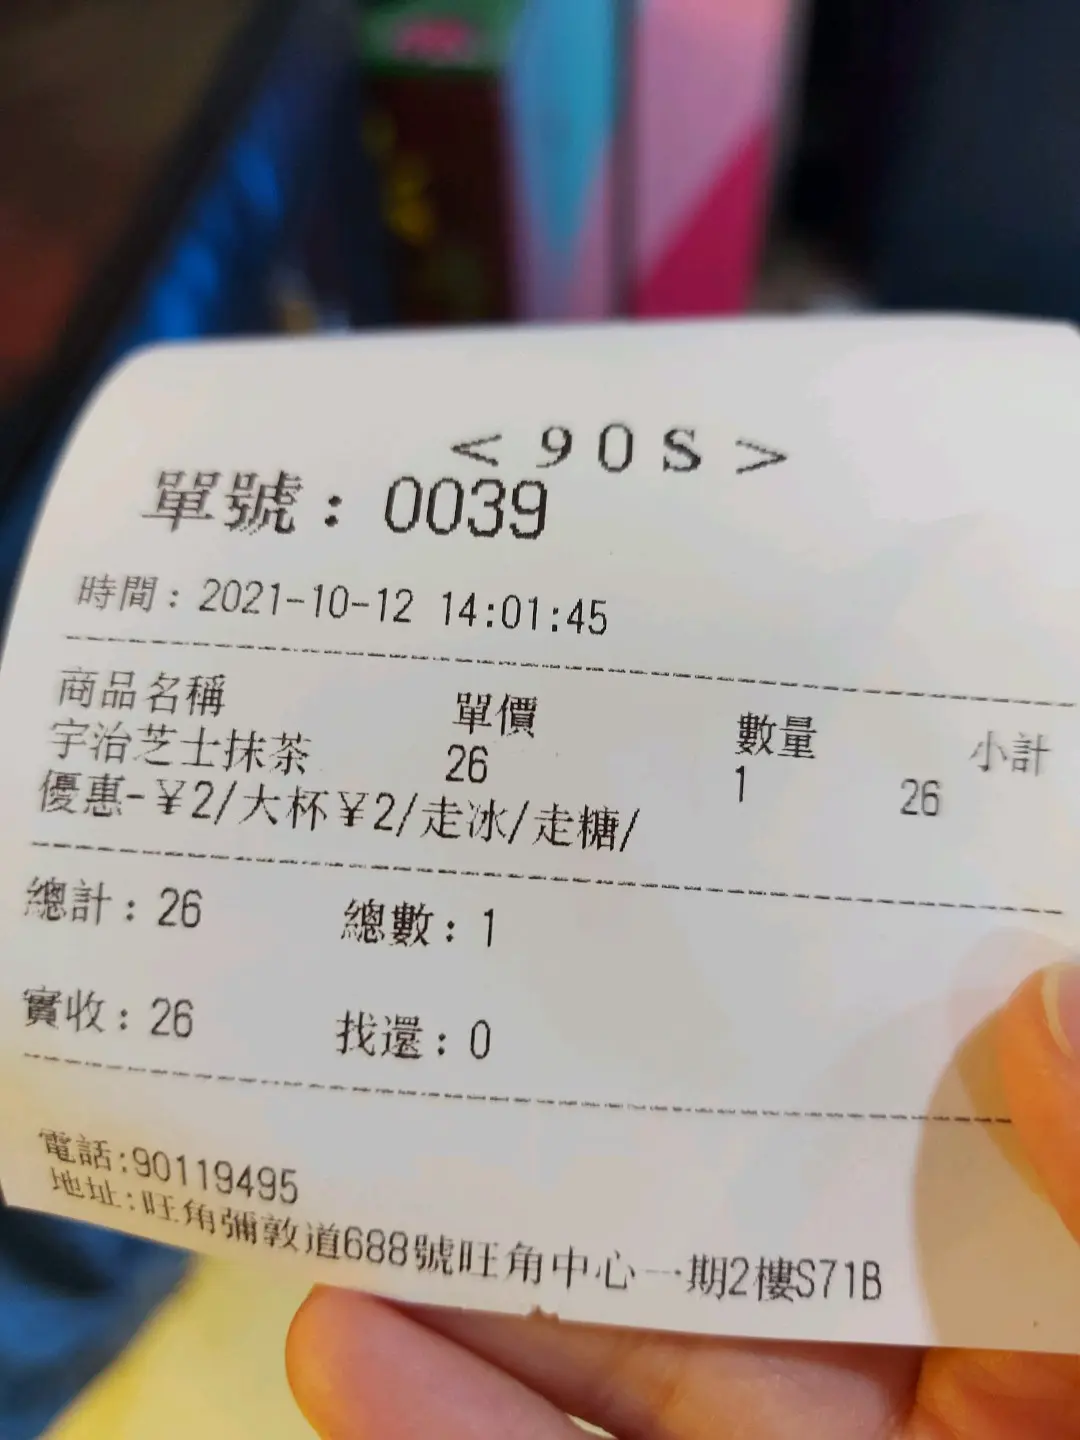 <90S>
單號：0039
時間：2021-10-12 14:01:45
商品名稱 單價 數量 小計
宇治芝士抹茶 26 1 26
優惠-¥2/大杯¥2/走冰/走糖/
總計：26 總數：1
實收：26 找還：0
電話:90119495
地址:旺角彌敦道688號旺角中心一期2樓S71B